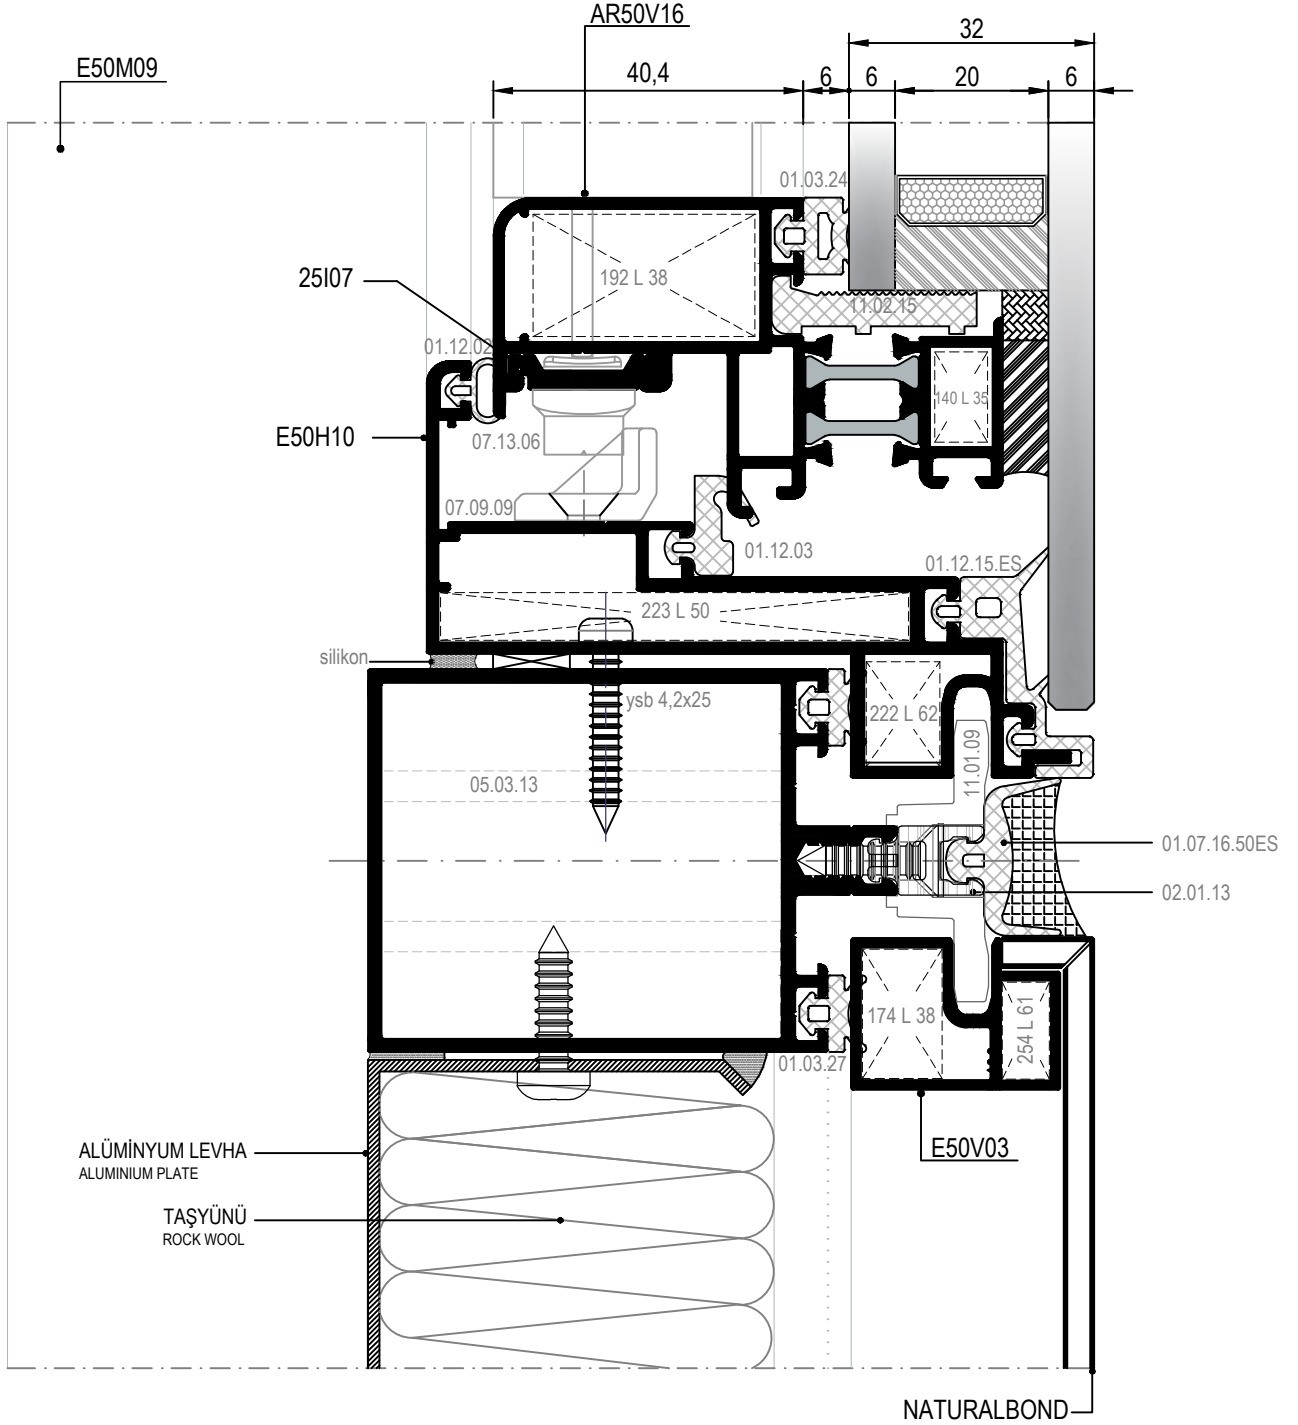 AR50V16
32
E50M09
40,4
6
6
20
6
01.03.24
25I07
192 L 38
11.02.15
01.12.02
140 L 35
E50H10
07.13.06
07.09.09
01.12.03
01.12.15.ES
223 L 50
silikon
ysb 4,2x25
222 L 62
11.01.09
05.03.13
01.07.16.50ES
02.01.13
174 L 38
254 L 61
01.03.27
E50V03
ALÜMİNYUM LEVHA
ALUMINIUM PLATE
TAŞYÜNÜ
ROCK WOOL
NATURALBOND